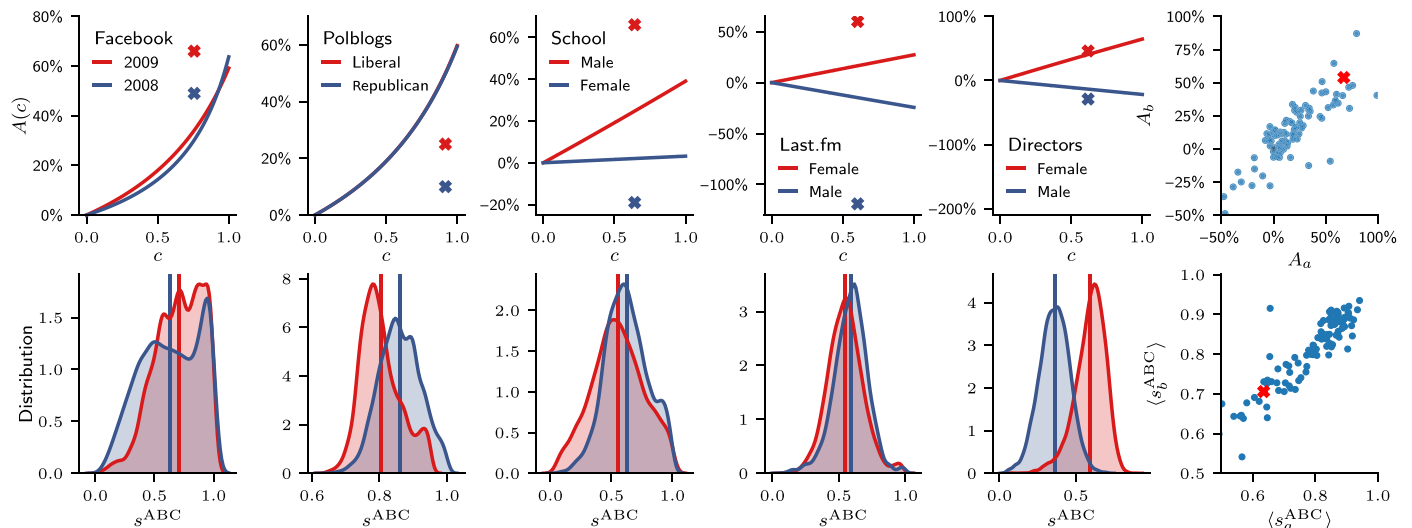 80%
60%
40%
20%
0%
A(c)
Facebook
2009
2008
0.0 0.5 1.0
c
60%
40%
20%
0%
Polblogs
Liberal
Republican
0.0 0.5 1.0
c
60%
40%
20%
0%
−20%
School
Male
Female
0.0 0.5 1.0
c
50%
0%
−50%
−100%
Last.fm
Female
Male
0.0 0.5 1.0
c
100%
0%
−100%
−200%
Directors
Female
Male
0.0 0.5 1.0
c
100%
75%
50%
25%
0%
−25%
−50%
A_b
−50% 0% 50% 100%
A_a
1.5
1.0
0.5
0.0
Distribution
0.0 0.5 1.0
s^ABC
8
6
4
2
0
0.6 0.8 1.0
s^ABC
2.0
1.5
1.0
0.5
0.0
0.0 0.5 1.0
s^ABC
3
2
1
0
0.0 0.5 1.0
s^ABC
4
3
2
1
0
0.0 0.5
s^ABC
1.0
0.9
0.8
0.7
0.6
0.5
⟨s_b^ABC⟩
0.6 0.8 1.0
⟨s_a^ABC⟩